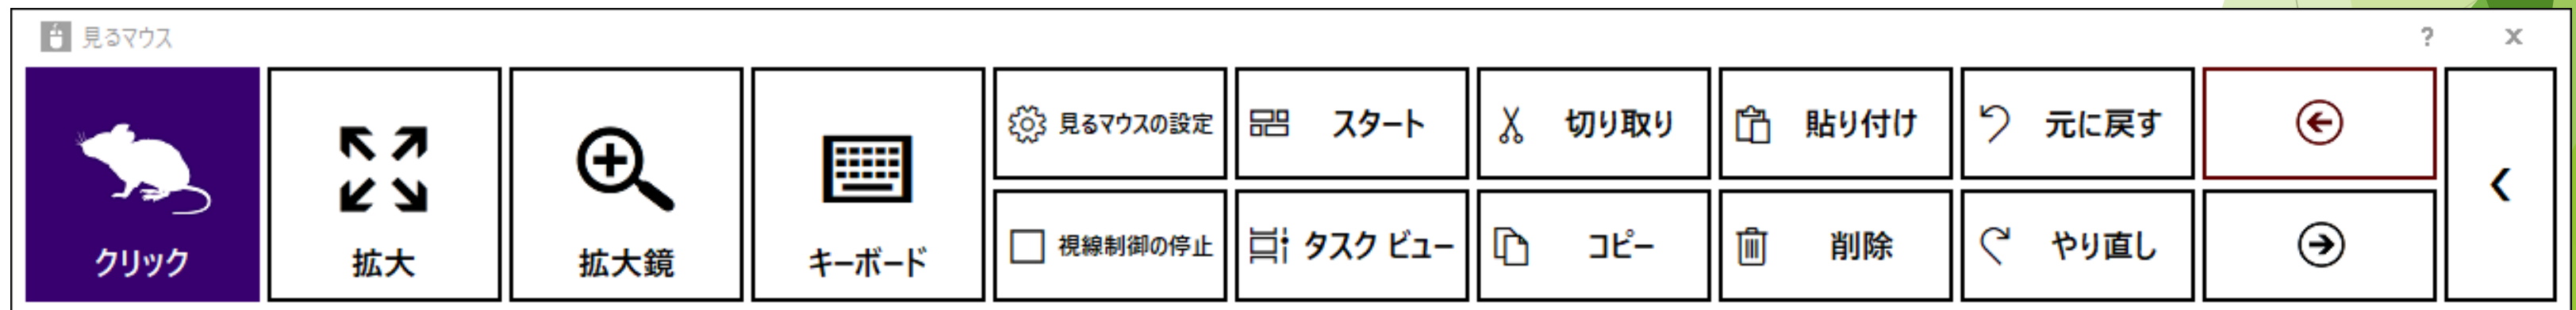 見るマウス ? ×
クリック
拡大
拡大鏡
キーボード
見るマウスの設定
視線制御の停止
スタート
タスク ビュー
切り取り
コピー
貼り付け
削除
元に戻す
やり直し